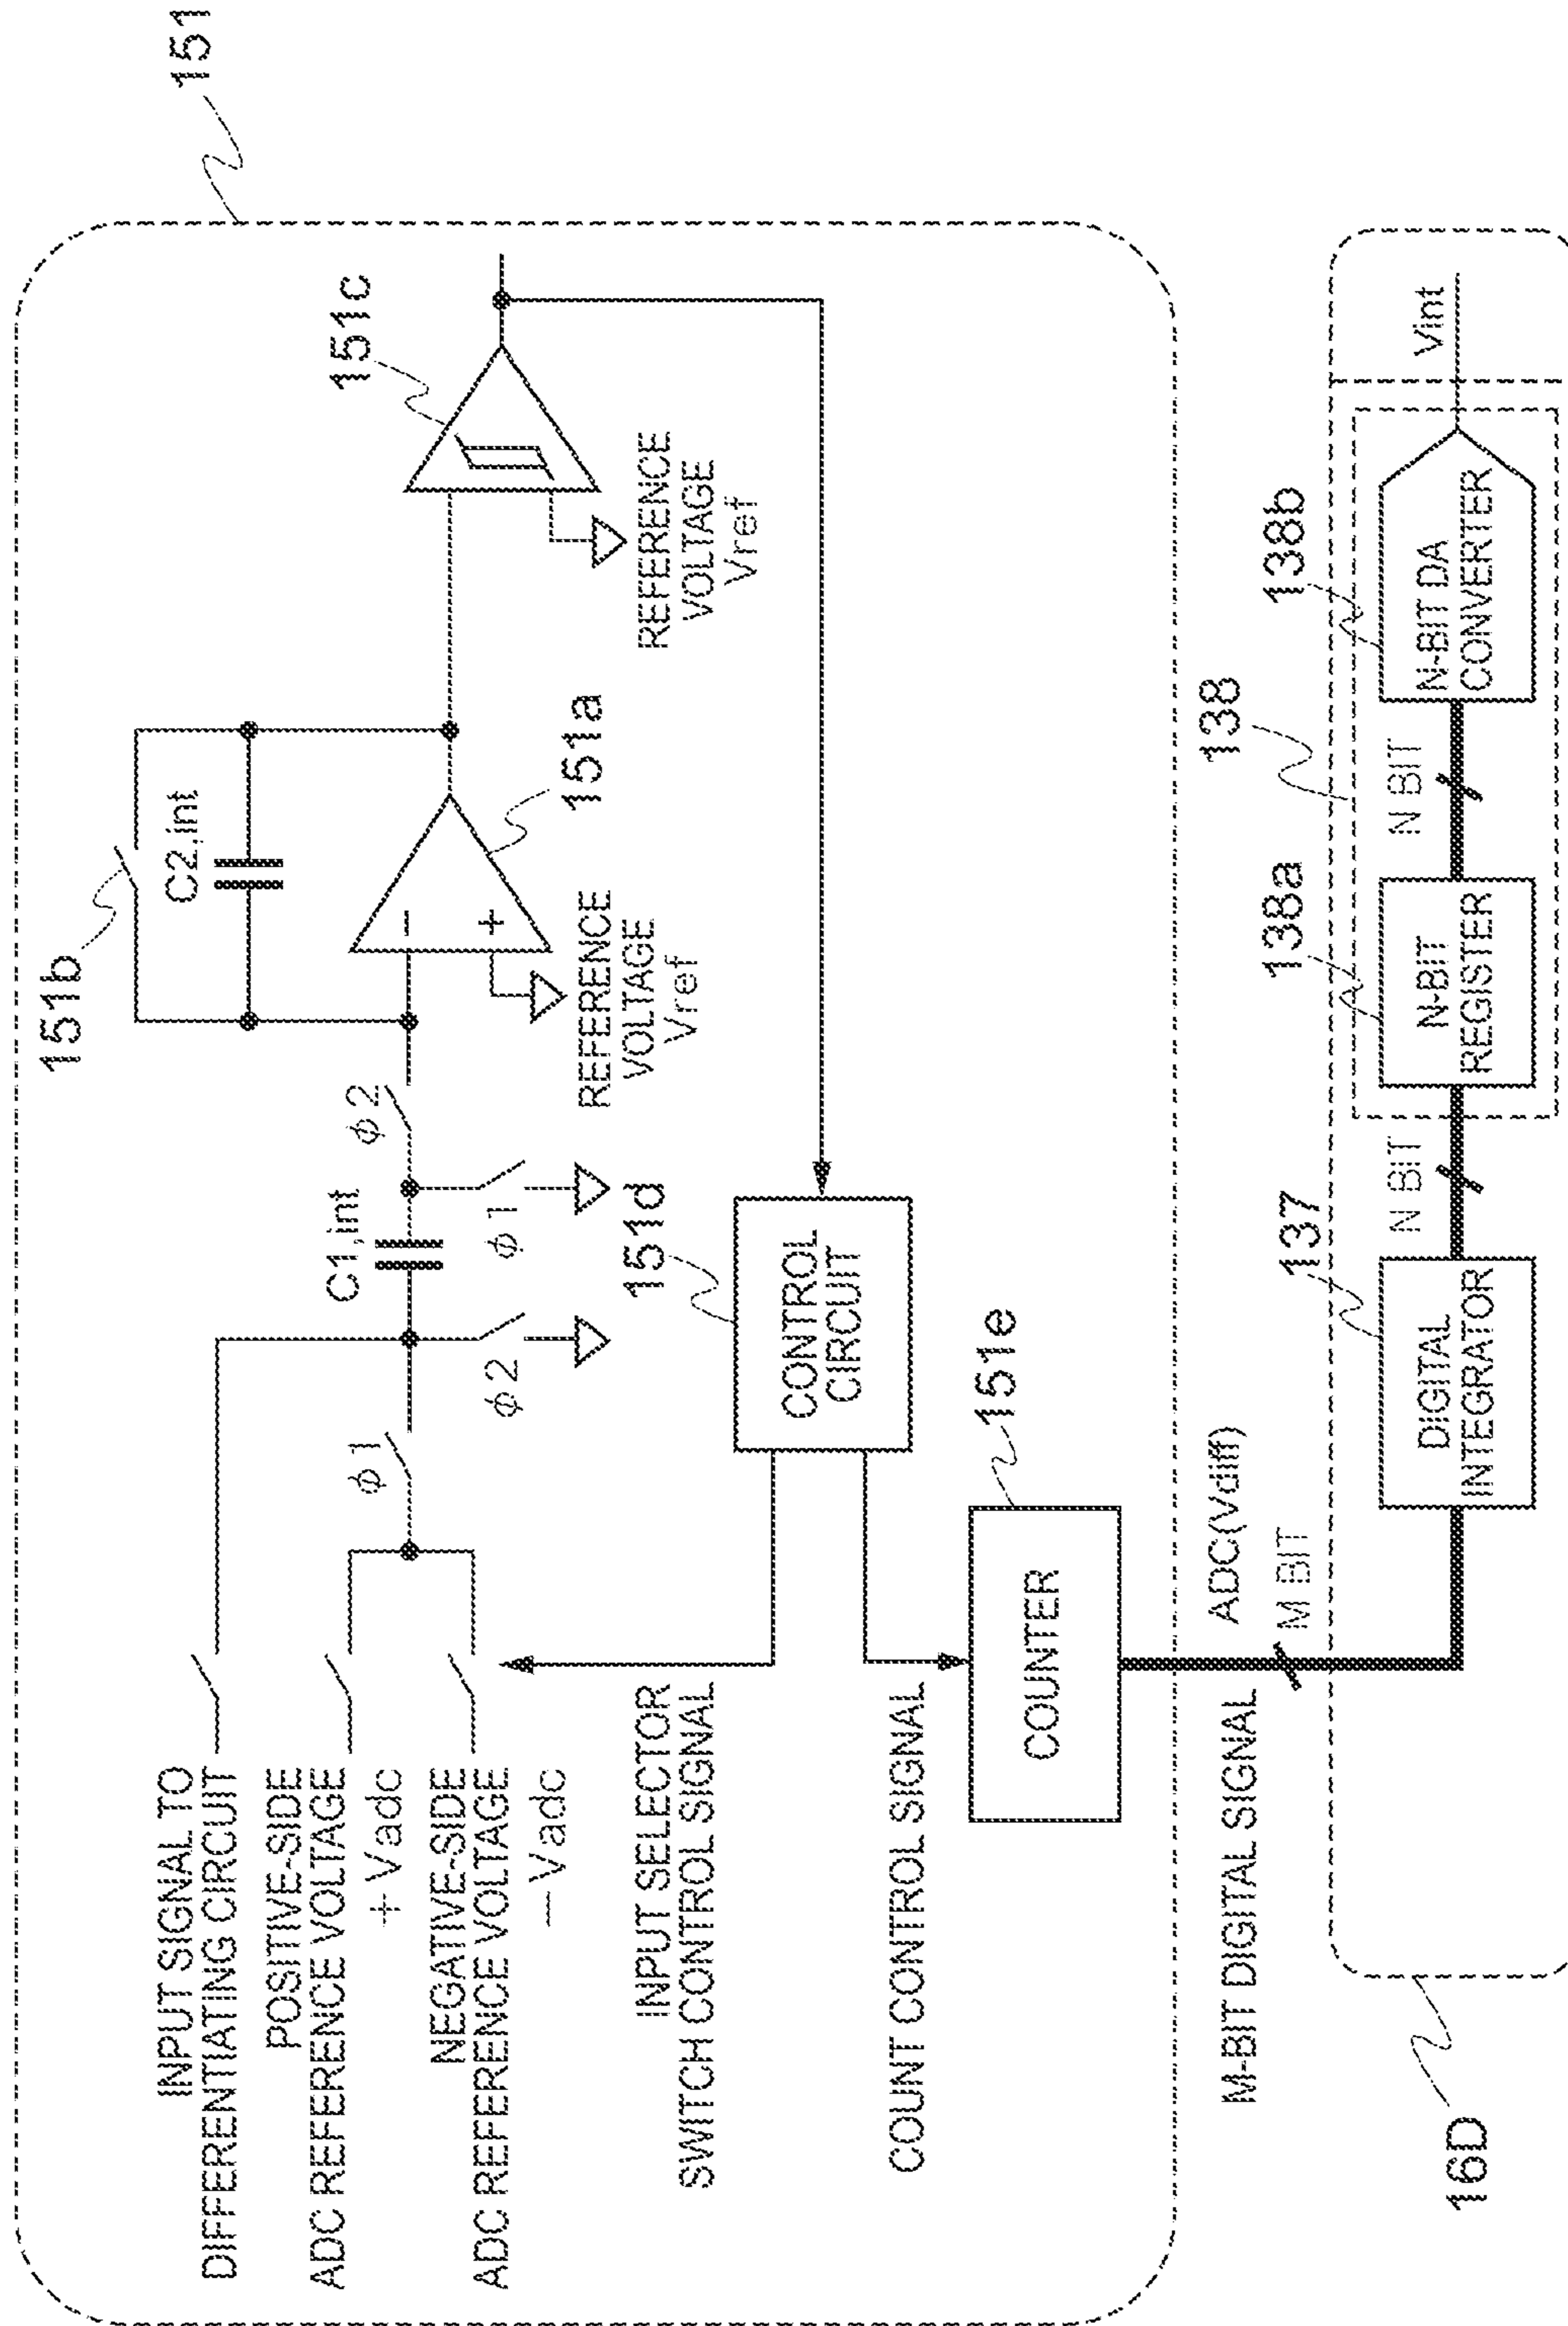 151
151b
C2,int
151c
INPUT SIGNAL TO
DIFFERENTIATING CIRCUIT
POSITIVE-SIDE
ADC REFERENCE VOLTAGE
+Vadc
NEGATIVE-SIDE
ADC REFERENCE VOLTAGE
−Vadc
ϕ1
C1,int
ϕ2
ϕ2
ϕ1
−
+
151a
REFERENCE
VOLTAGE
Vref
REFERENCE
VOLTAGE
Vref
151d
CONTROL
CIRCUIT
INPUT SELECTOR
SWITCH CONTROL SIGNAL
COUNT CONTROL SIGNAL
151e
COUNTER
M-BIT DIGITAL SIGNAL
ADC(Vdiff)
M BIT
138
137
138a
138b
DIGITAL
INTEGRATOR
N BIT
N-BIT
REGISTER
N BIT
N-BIT DA
CONVERTER
Vint
16D